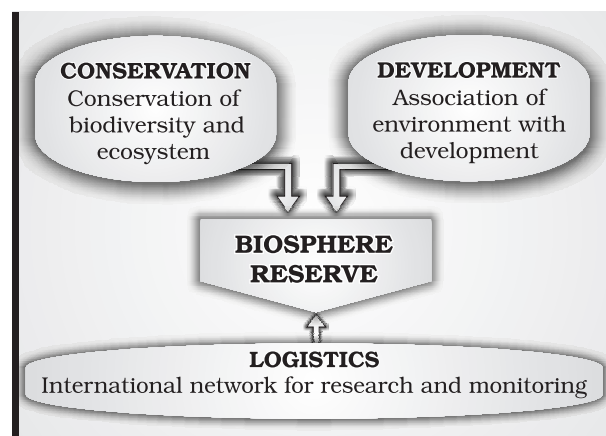 CONSERVATION
Conservation of
biodiversity and
ecosystem
DEVELOPMENT
Association of
environment with
development
BIOSPHERE
RESERVE
LOGISTICS
International network for research and monitoring